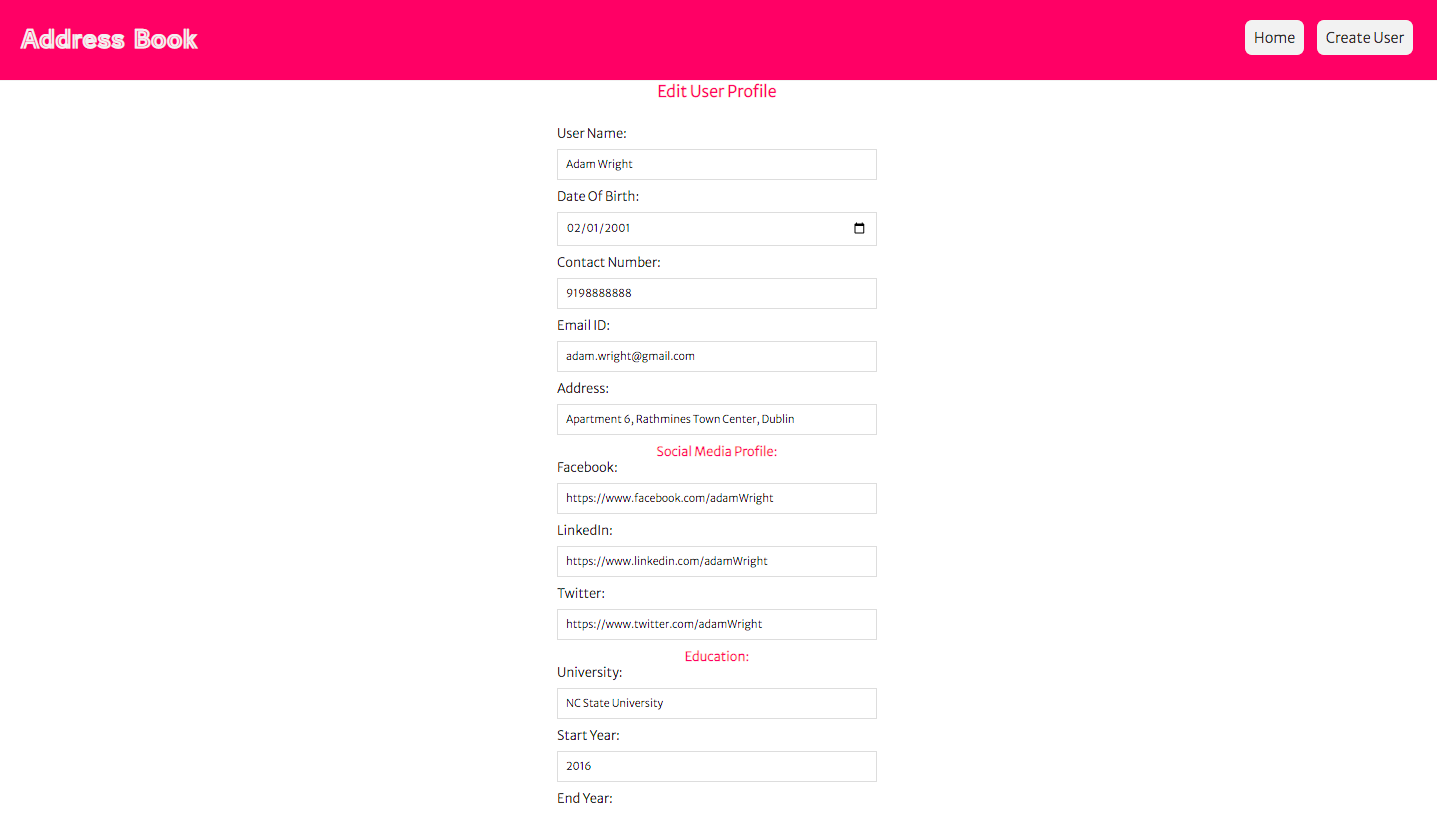 Address Book
Home
Create User
Edit User Profile
User Name:
Adam Wright
Date Of Birth:
02/01/2001
Contact Number:
9198888888
Email ID:
adam.wright@gmail.com
Address:
Apartment 6, Rathmines Town Center, Dublin
Social Media Profile:
Facebook:
https://www.facebook.com/adamWright
LinkedIn:
https://www.linkedin.com/adamWright
Twitter:
https://www.twitter.com/adamWright
Education:
University:
NC State University
Start Year:
2016
End Year: